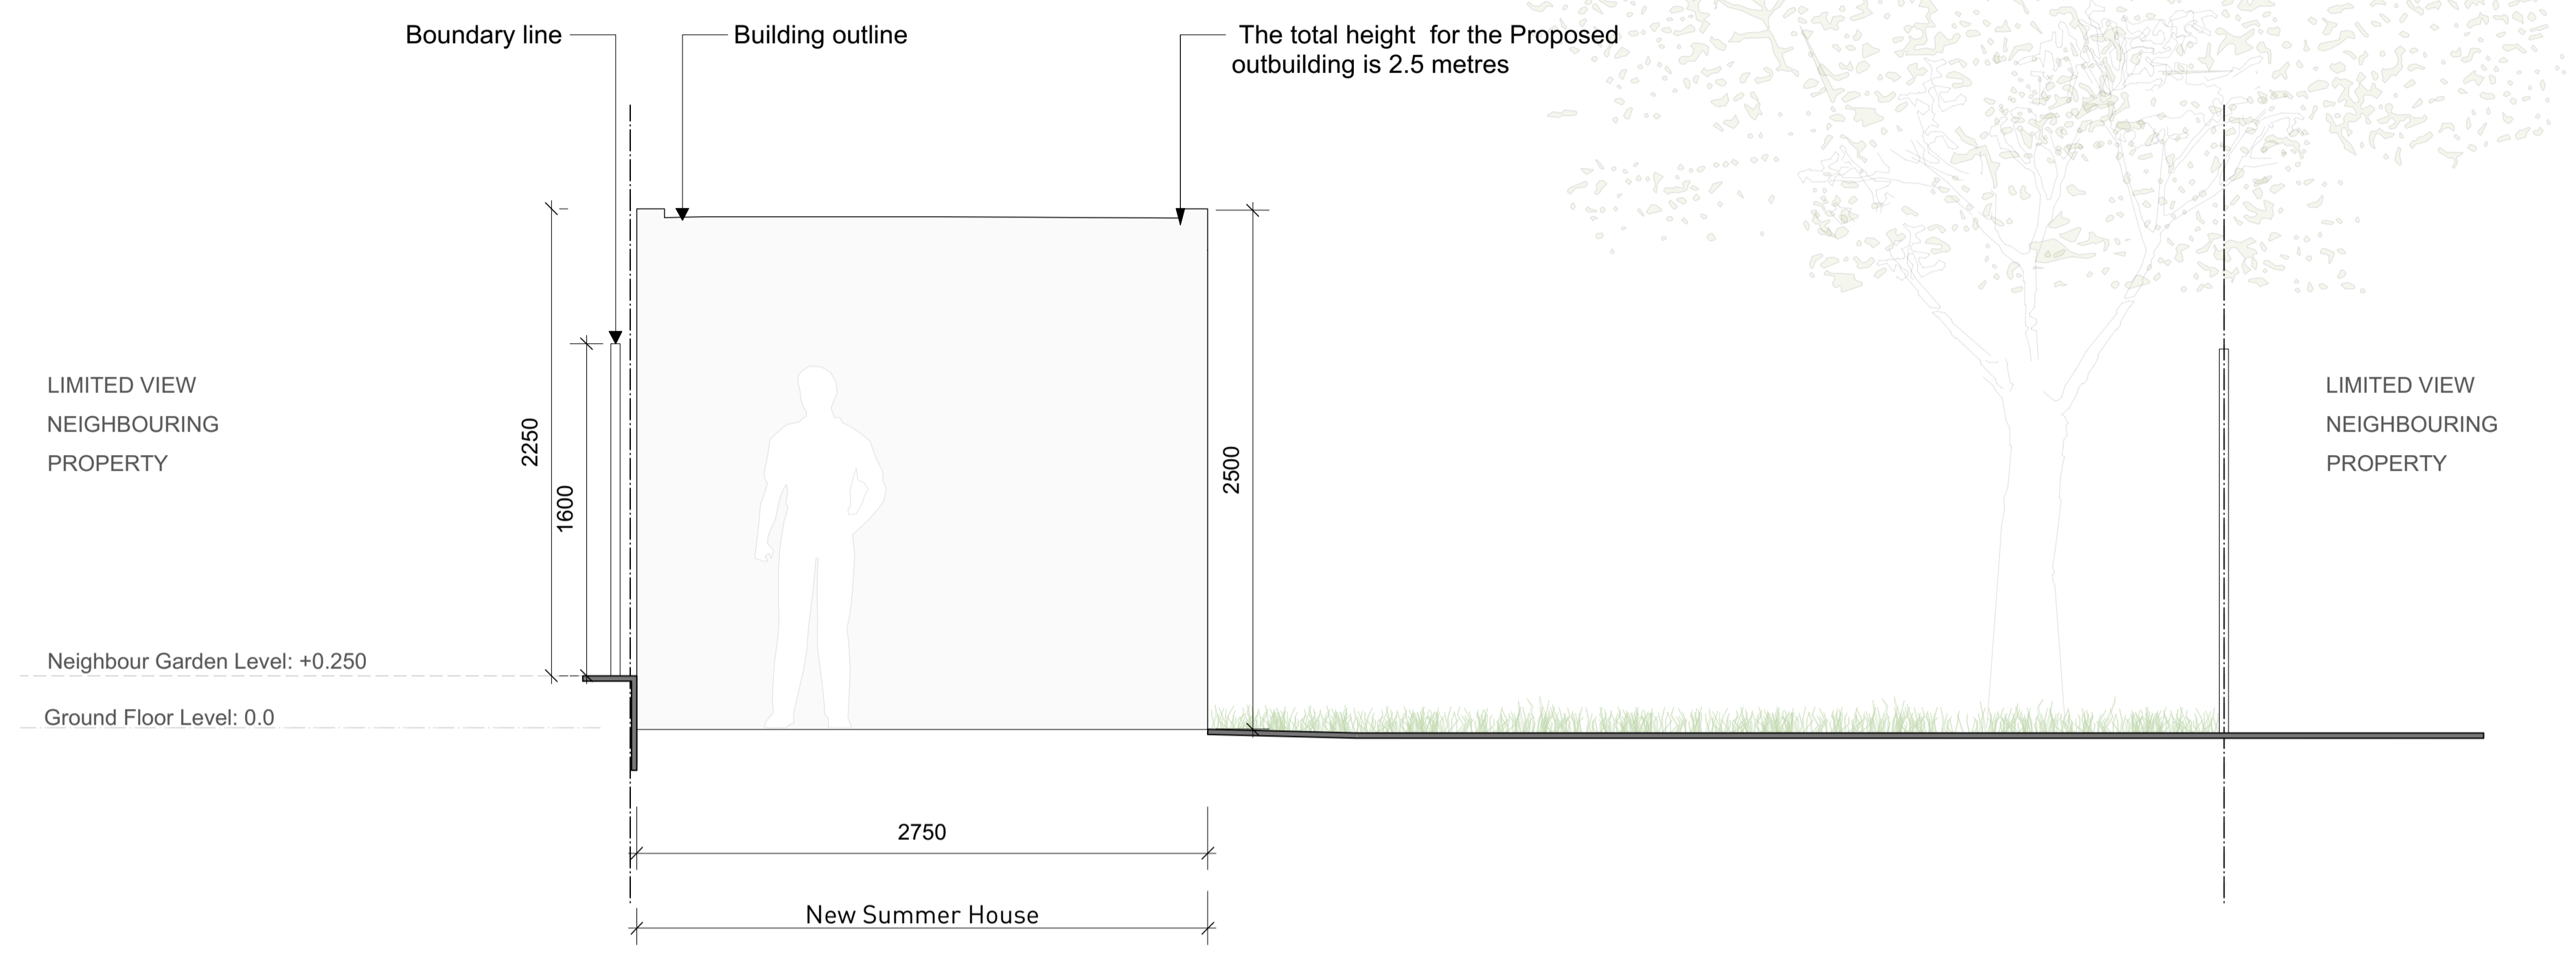 Boundary line
Building outline
The total height for the Proposed
outbuilding is 2.5 metres
LIMITED VIEW
NEIGHBOURING
PROPERTY
2250
1600
2500
LIMITED VIEW
NEIGHBOURING
PROPERTY
Neighbour Garden Level: +0.250
Ground Floor Level: 0.0
2750
New Summer House